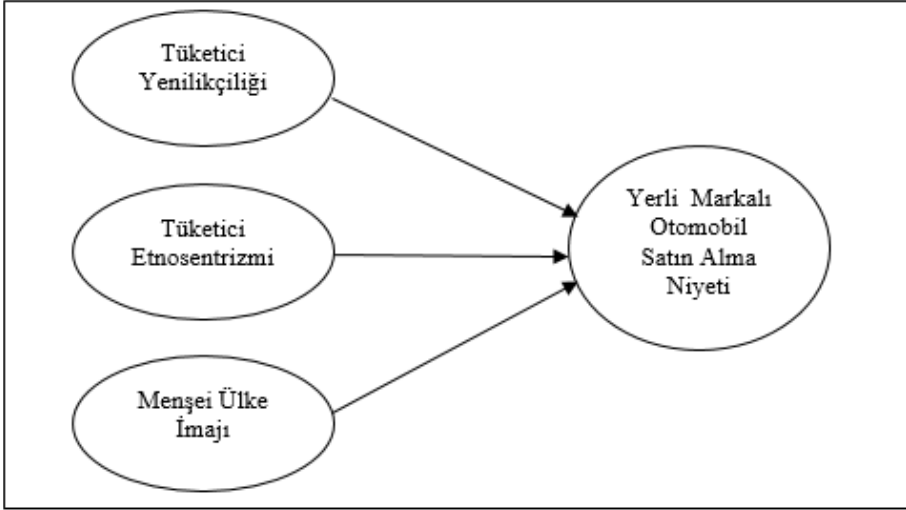 Tüketici
Yenilikçiliği
Tüketici
Etnosentrizmi
Menşei Ülke
İmajı
Yerli Markalı
Otomobil
Satın Alma
Niyeti